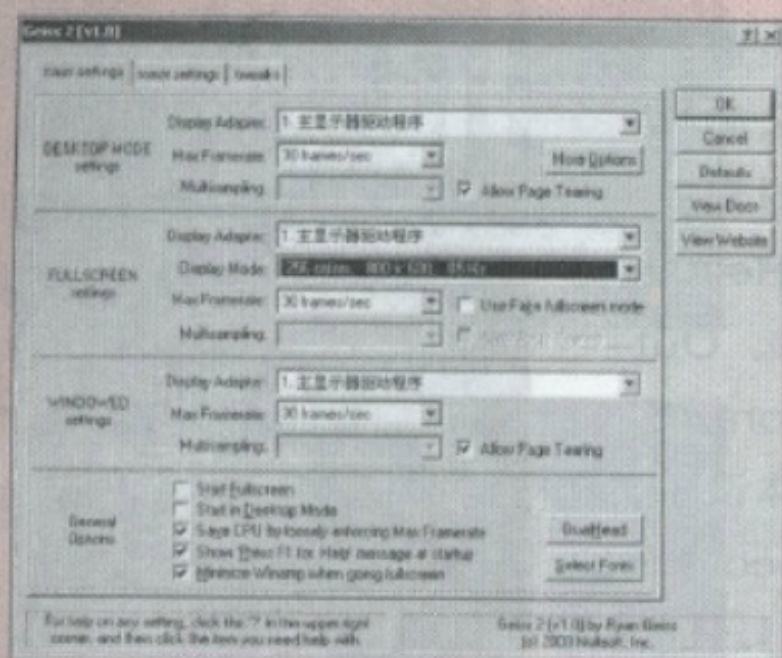 Geiss 2 [v1.0]
main settings
tweaks
OK
Cancel
Defaults
View Docs
View Website
DESKTOP MODE
settings
Display Adapter:
1. 主显示器驱动程序
Max Framerate:
30 frames/sec
More Options
Multisampling:
Allow Page Tearing
FULLSCREEN
settings
Display Adapter:
1. 主显示器驱动程序
Display Mode:
Max Framerate:
30 frames/sec
Use Fake fullscreen mode
Multisampling:
WINDOWED
settings
Display Adapter:
1. 主显示器驱动程序
Max Framerate:
30 frames/sec
Multisampling:
Allow Page Tearing
General
Options
Start Fullscreen
Start in Desktop Mode
Save CPU by loosely enforcing Max Framerate
Show 'Press F1 for Help' message at startup
Minimize Winamp when going fullscreen
DualHead
Select Fonts
For help on any setting, click the '?' in the upper right
corner, and then click the item you need help with.
Geiss 2 [v1.0] by Ryan Geiss
(c) 2003 Nullsoft, Inc.